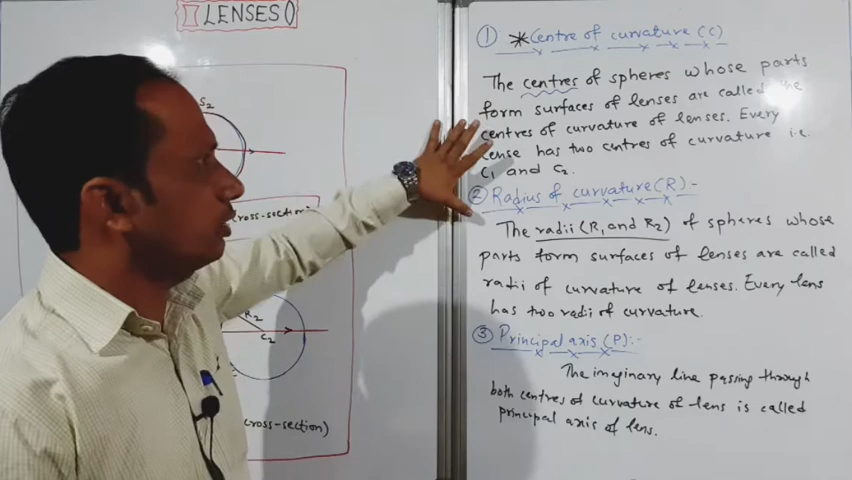 LENSES()
S2
(cross-section)
R2
C2
(cross-section)
① *Centre of curvature (C)
The centres of spheres whose parts
form surfaces of lenses are called the
centres of curvature of lenses. Every
lense has two centres of curvature i.e.
C1 and C2.
② Radius of curvature (R):-
The radii (R1 and R2) of spheres whose
parts form surfaces of lenses are called
radii of curvature of lenses. Every lens
has two radii of curvature.
③ Principal axis (P):-
The imaginary line passing through
both centres of curvature of lens is called
principal axis of lens.